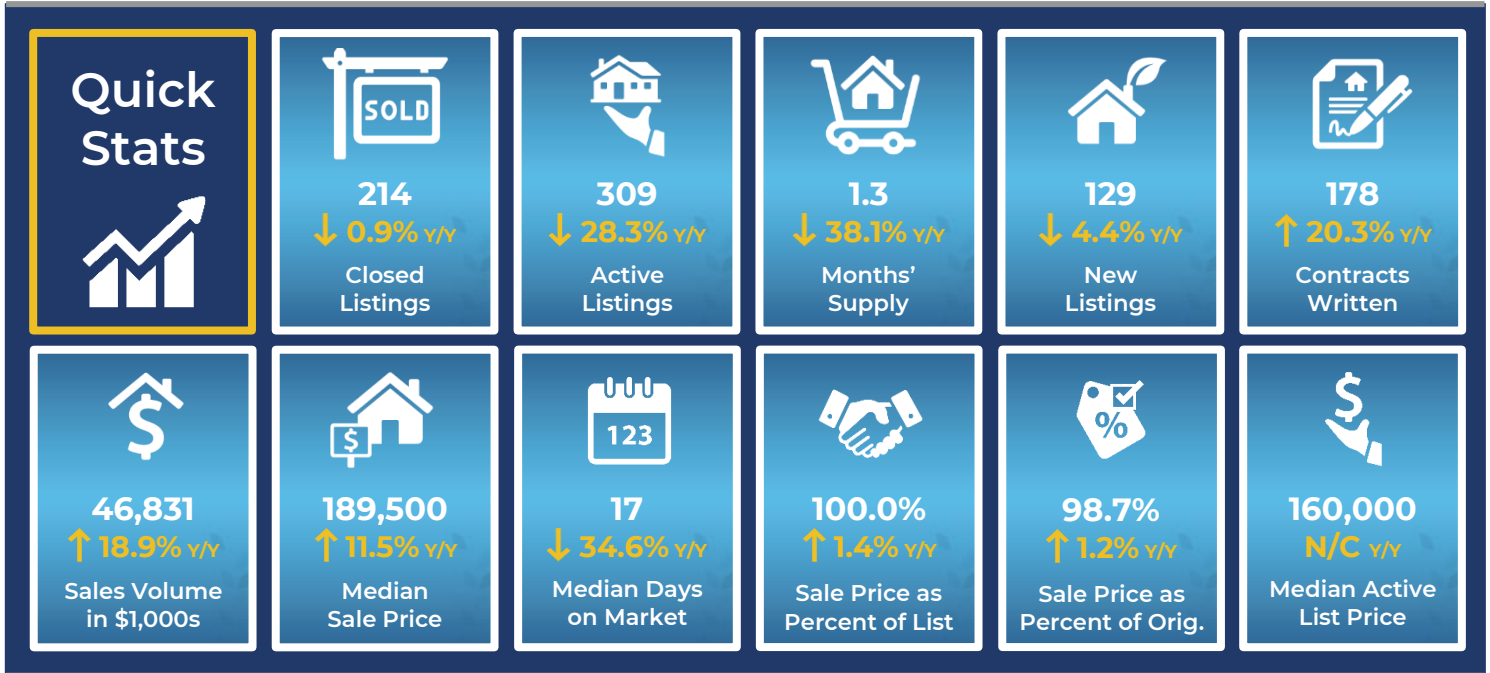 Quick
Stats
SOLD
214
↓ 0.9% Y/Y
Closed
Listings
309
↓ 28.3% Y/Y
Active
Listings
1.3
↓ 38.1% Y/Y
Months’
Supply
129
↓ 4.4% Y/Y
New
Listings
178
↑ 20.3% Y/Y
Contracts
Written
$
46,831
↑ 18.9% Y/Y
Sales Volume
in $1,000s
$
189,500
↑ 11.5% Y/Y
Median
Sale Price
123
17
↓ 34.6% Y/Y
Median Days
on Market
100.0%
↑ 1.4% Y/Y
Sale Price as
Percent of List
%
98.7%
↑ 1.2% Y/Y
Sale Price as
Percent of Orig.
$
160,000
N/C Y/Y
Median Active
List Price